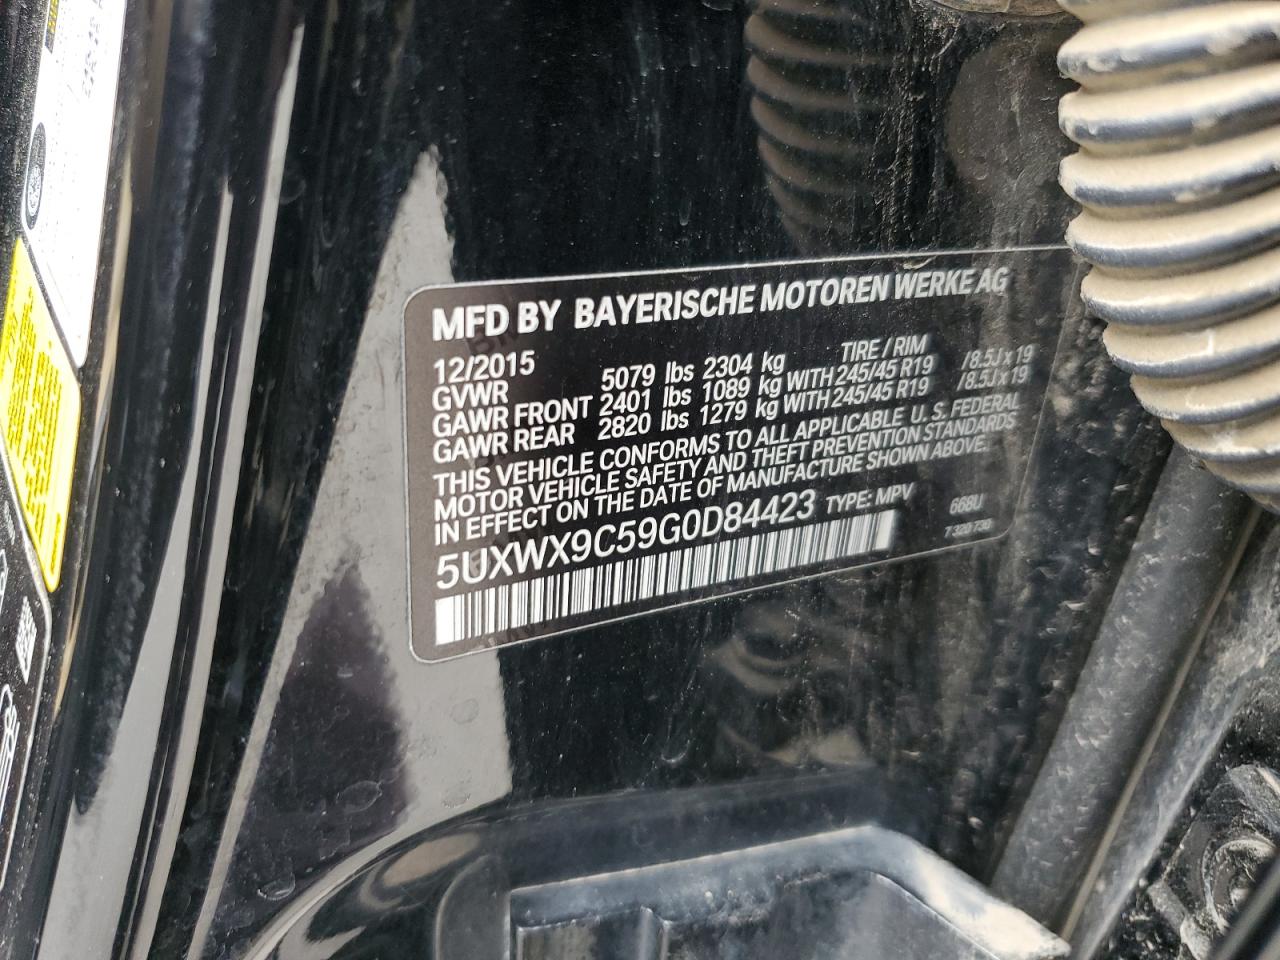 MFD BY BAYERISCHE MOTOREN WERKE AG
12/2015 TIRE / RIM
GVWR 5079 lbs 2304 kg
GAWR FRONT 2401 lbs 1089 kg WITH 245/45 R19 /8.5J x 19
GAWR REAR 2820 lbs 1279 kg WITH 245/45 R19 /8.5J x 19
THIS VEHICLE CONFORMS TO ALL APPLICABLE U. S. FEDERAL
MOTOR VEHICLE SAFETY AND THEFT PREVENTION STANDARDS
IN EFFECT ON THE DATE OF MANUFACTURE SHOWN ABOVE.
5UXWX9C59G0D84423 TYPE: MPV 668U
7 320 730